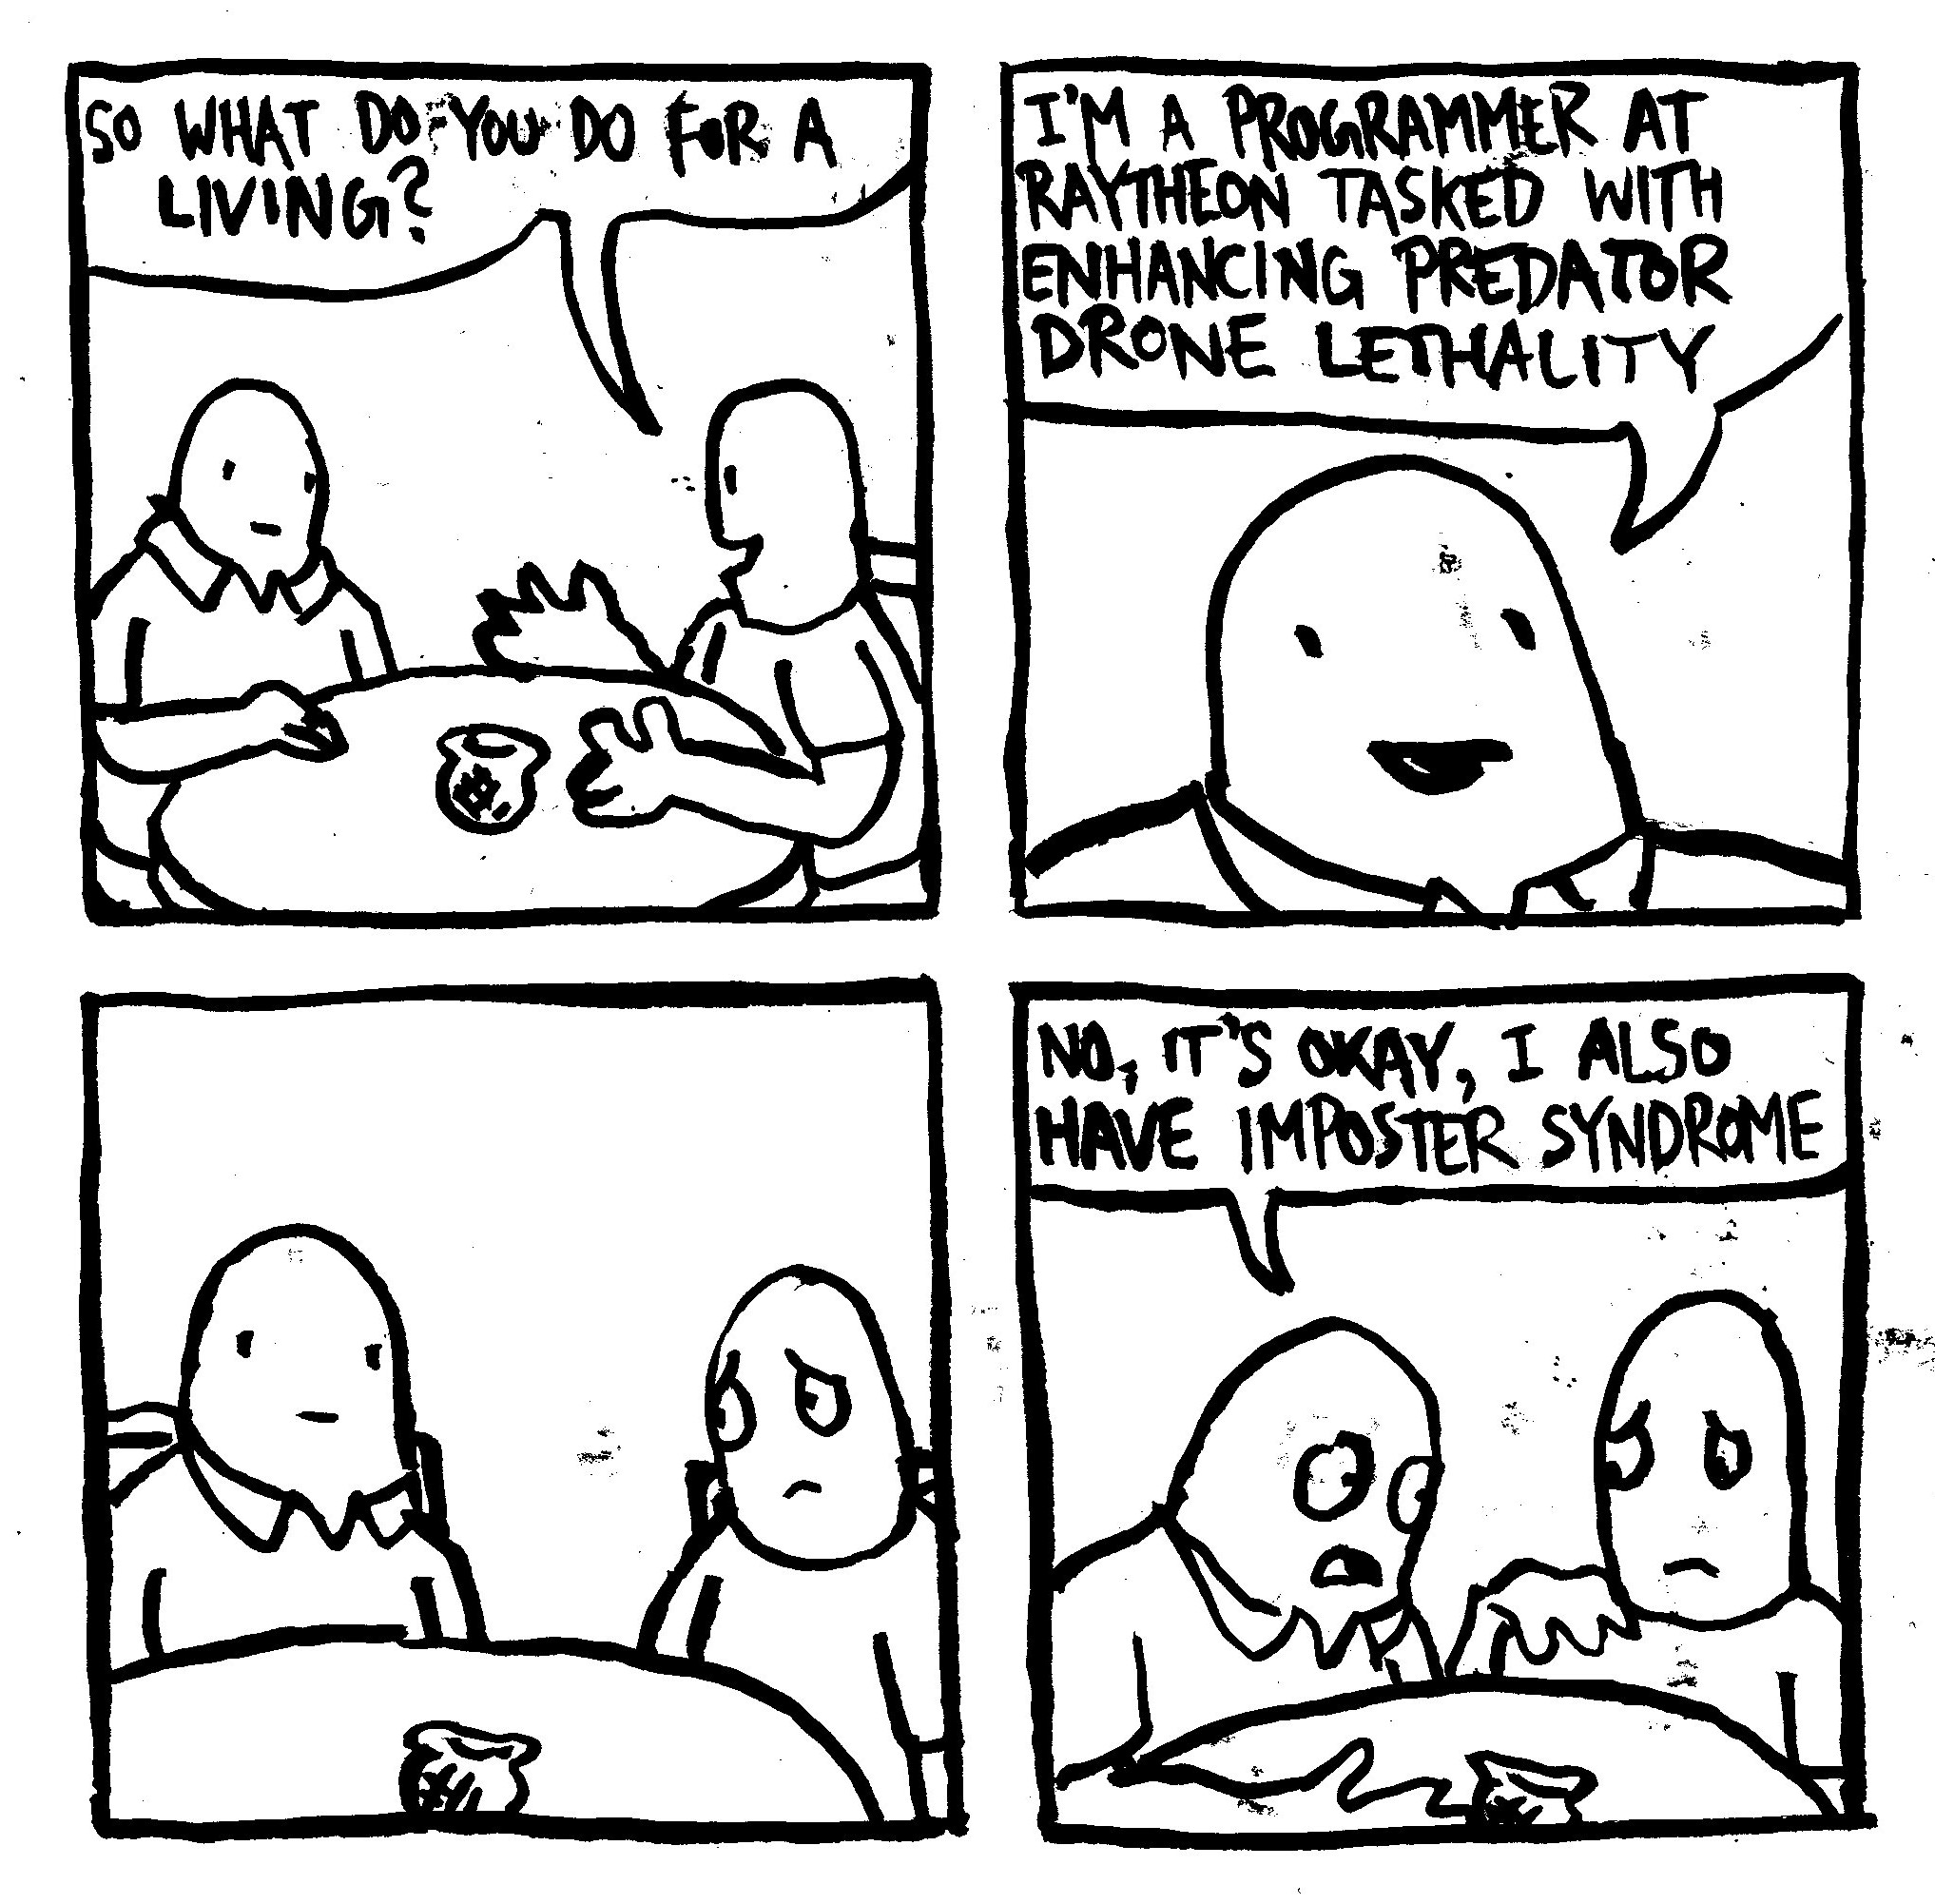 SO WHAT DO YOU DO FOR A
LIVING?
I'M A PROGRAMMER AT
RAYTHEON TASKED WITH
ENHANCING PREDATOR
DRONE LETHALITY
NO, IT'S OKAY, I ALSO
HAVE IMPOSTER SYNDROME